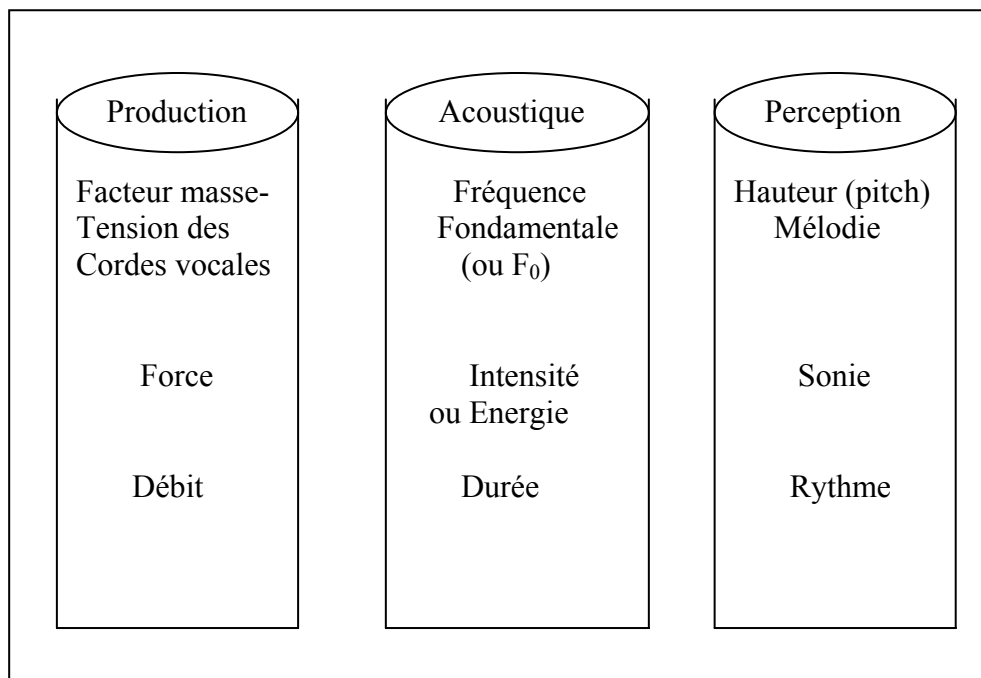 Production
Facteur masse-
Tension des
Cordes vocales
Force
Débit
Acoustique
Fréquence
Fondamentale
(ou F₀)
Intensité
ou Energie
Durée
Perception
Hauteur (pitch)
Mélodie
Sonie
Rythme